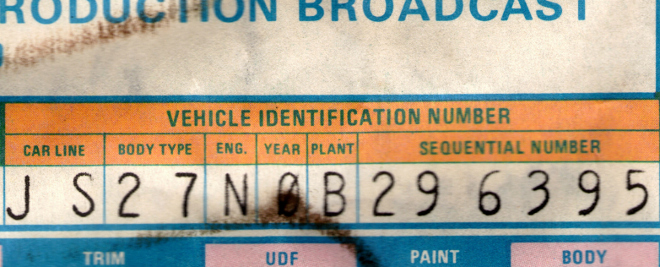 RODUCTION BROADCAST
VEHICLE IDENTIFICATION NUMBER
CAR LINE BODY TYPE ENG. YEAR PLANT SEQUENTIAL NUMBER
J S 2 7 N 0 B 2 9 6 3 9 5
TRIM UDF PAINT BODY